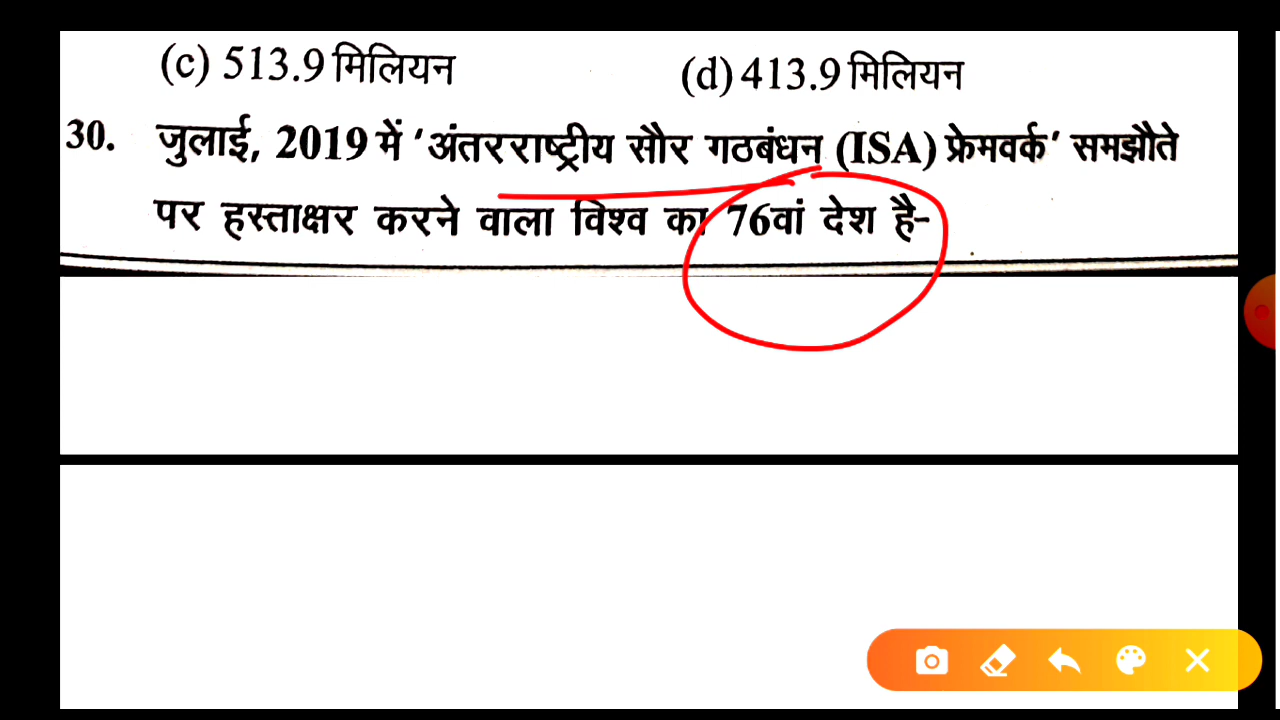 (c) 513.9 मिलियन (d) 413.9 मिलियन
30. जुलाई, 2019 में 'अंतरराष्ट्रीय सौर गठबंधन (ISA) फ्रेमवर्क' समझौते
पर हस्ताक्षर करने वाला विश्व का 76वां देश है-